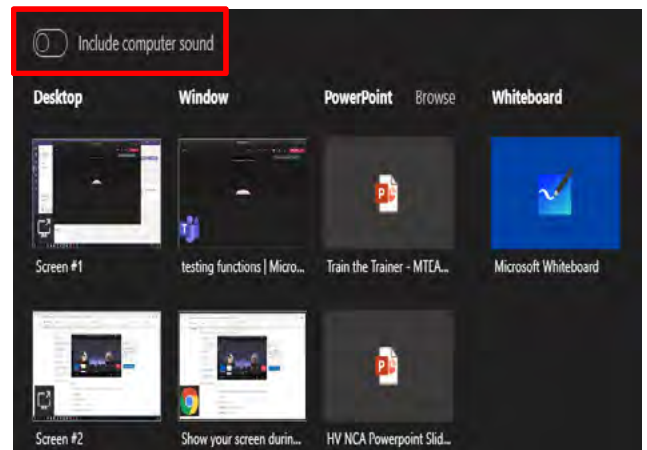 Include computer sound
Desktop Window PowerPoint Browse Whiteboard
Screen #1 testing functions | Micro... Train the Trainer - MTEA... Microsoft Whiteboard
Screen #2 Show your screen durin... HV NCA Powerpoint Slid...